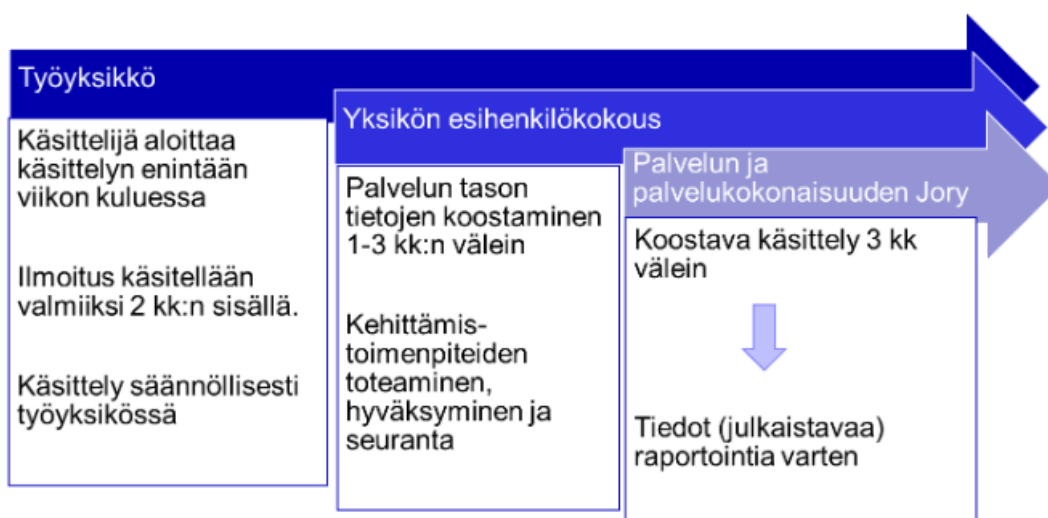 Työyksikkö
Käsittelijä aloittaa
käsittelyn enintään
viikon kuluessa
Ilmoitus käsitellään
valmiiksi 2 kk:n sisällä.
Käsittely säännöllisesti
työyksikössä
Yksikön esihenkilökokous
Palvelun tason
tietojen koostaminen
1-3 kk:n välein
Kehittämis-
toimenpiteiden
toteaminen,
hyväksyminen ja
seuranta
Palvelun ja
palvelukokonaisuuden Jory
Koostava käsittely 3 kk
välein
Tiedot (julkaistavaa)
raportointia varten